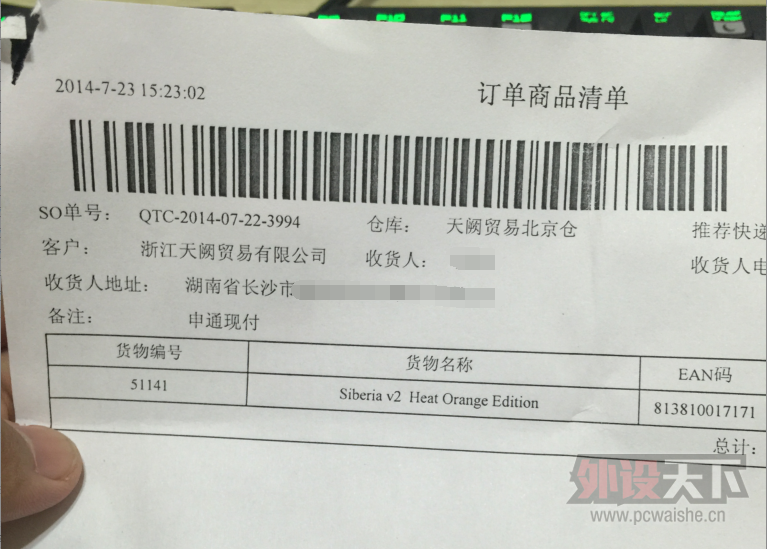 2014-7-23 15:23:02
订单商品清单
SO单号： QTC-2014-07-22-3994 仓库： 天阙贸易北京仓 推荐快递
客户： 浙江天阙贸易有限公司 收货人： 收货人电
收货人地址： 湖南省长沙市
备注： 申通现付
货物编号 货物名称 EAN码
51141 Siberia v2 Heat Orange Edition 813810017171
总计：
外设天下
www.pcwaishe.cn